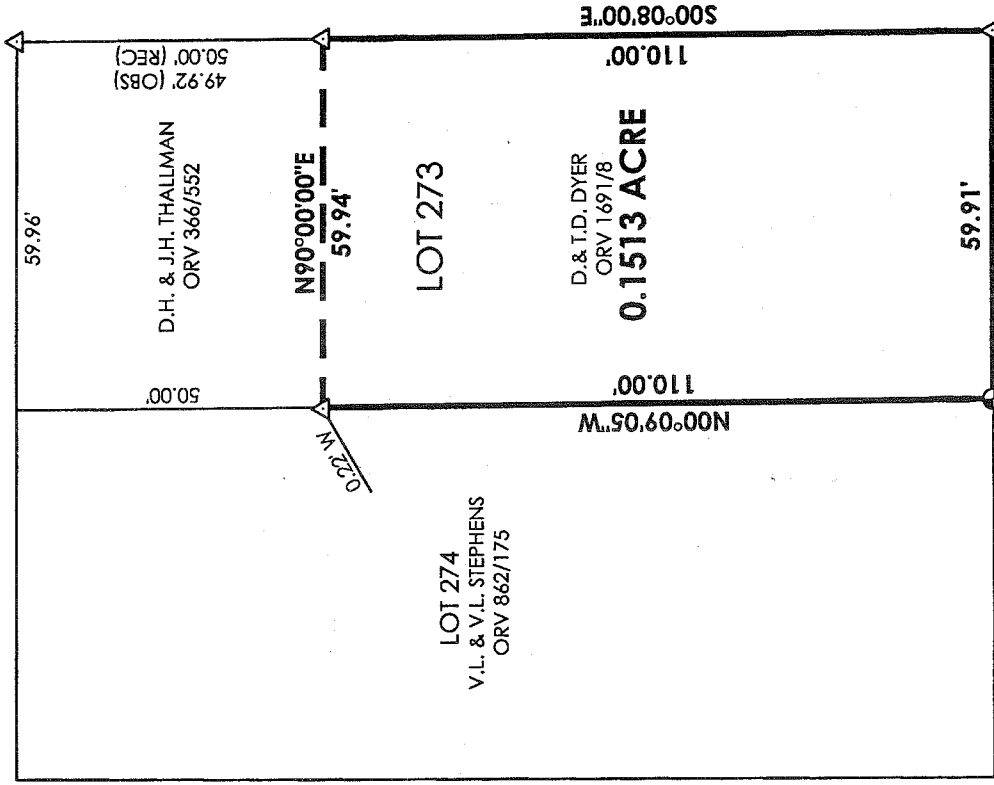 59.96'
D.H. & J.H. THALLMAN
ORV 366/552
49.92' (OBS)
50.00' (REC)
50.00'
N90°00'00"E
59.94'
0.22' W
LOT 273
D.& T.D. DYER
ORV 1691/8
0.1513 ACRE
S00°08'00"E
110.00'
110.00'
N00°09'05"W
LOT 274
V.L. & V.L. STEPHENS
ORV 862/175
59.91'